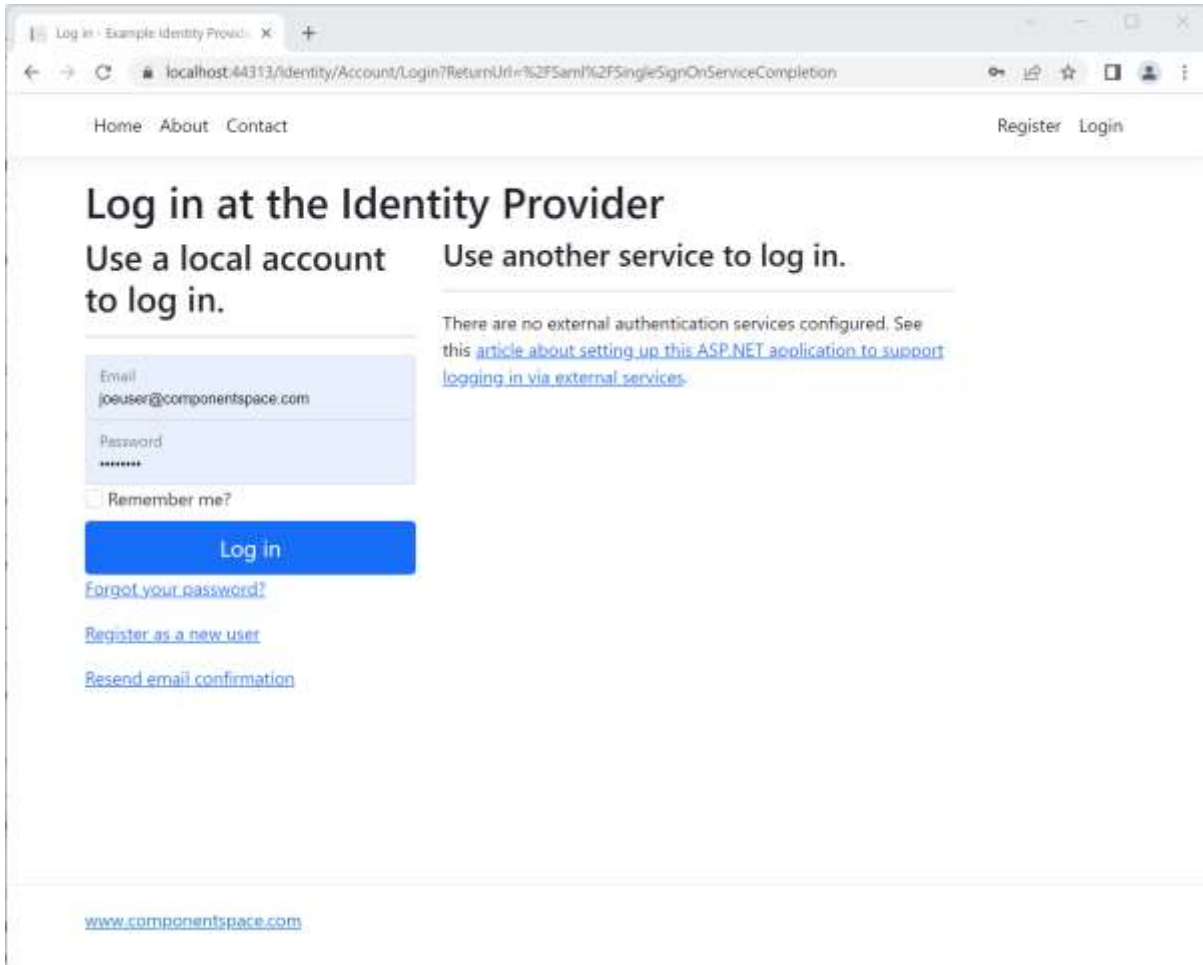 Log in - Example Identity Provid
localhost:44313/Identity/Account/Login?ReturnUrl=%2FSaml%2FSingleSignOnServiceCompletion
Home About Contact Register Login
Log in at the Identity Provider
Use a local account
to log in.
Email
joeuser@componentspace.com
Password
••••••••
Remember me?
Log in
Forgot your password?
Register as a new user
Resend email confirmation
Use another service to log in.
There are no external authentication services configured. See
this article about setting up this ASP.NET application to support
logging in via external services.
www.componentspace.com